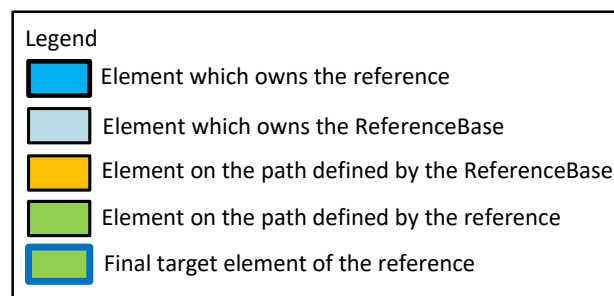 Legend
Element which owns the reference
Element which owns the ReferenceBase
Element on the path defined by the ReferenceBase
Element on the path defined by the reference
Final target element of the reference